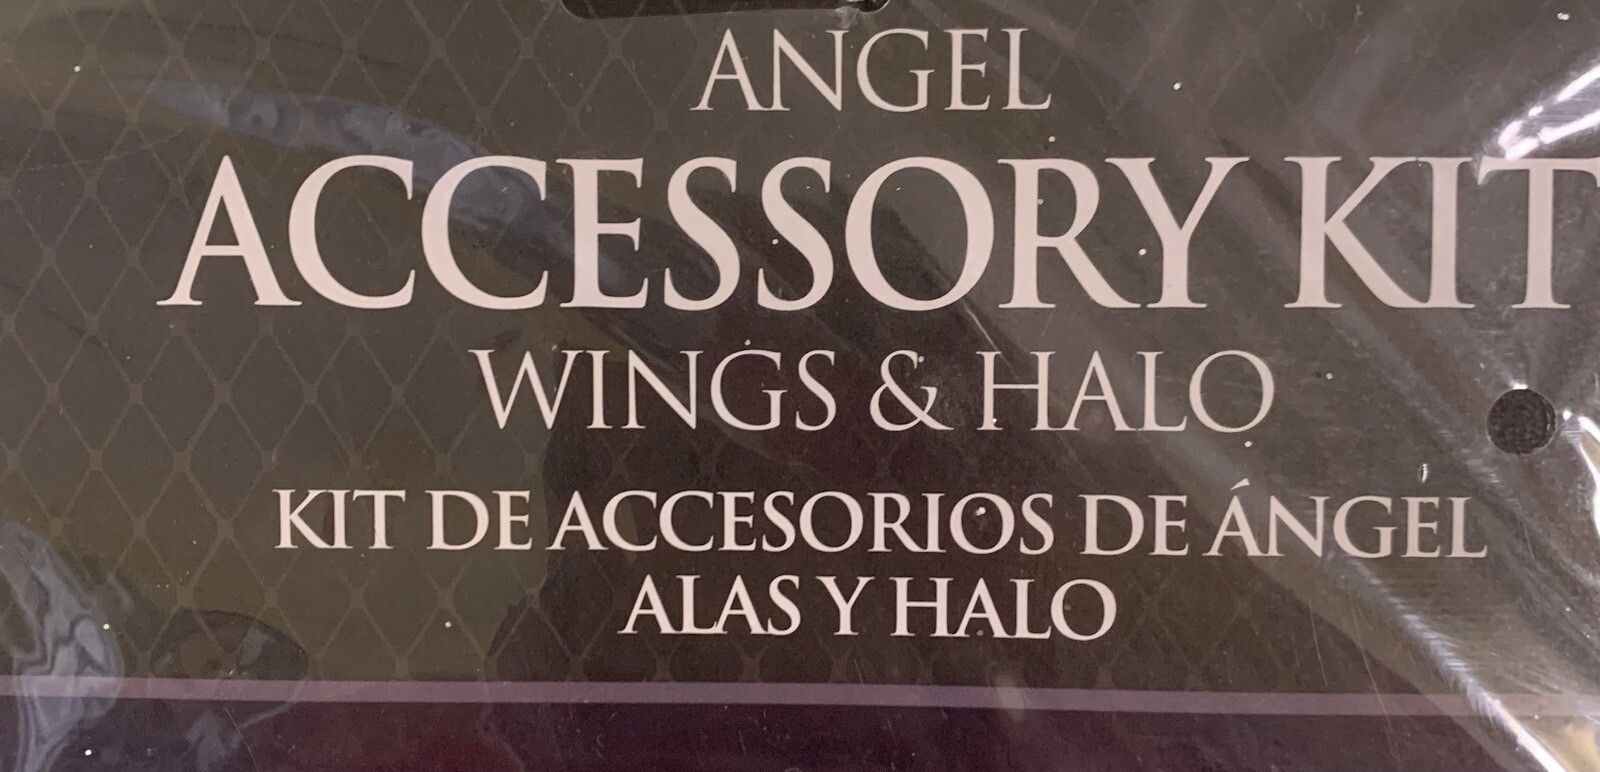 ANGEL
ACCESSORY KIT
WINGS & HALO
KIT DE ACCESORIOS DE ÁNGEL
ALAS Y HALO